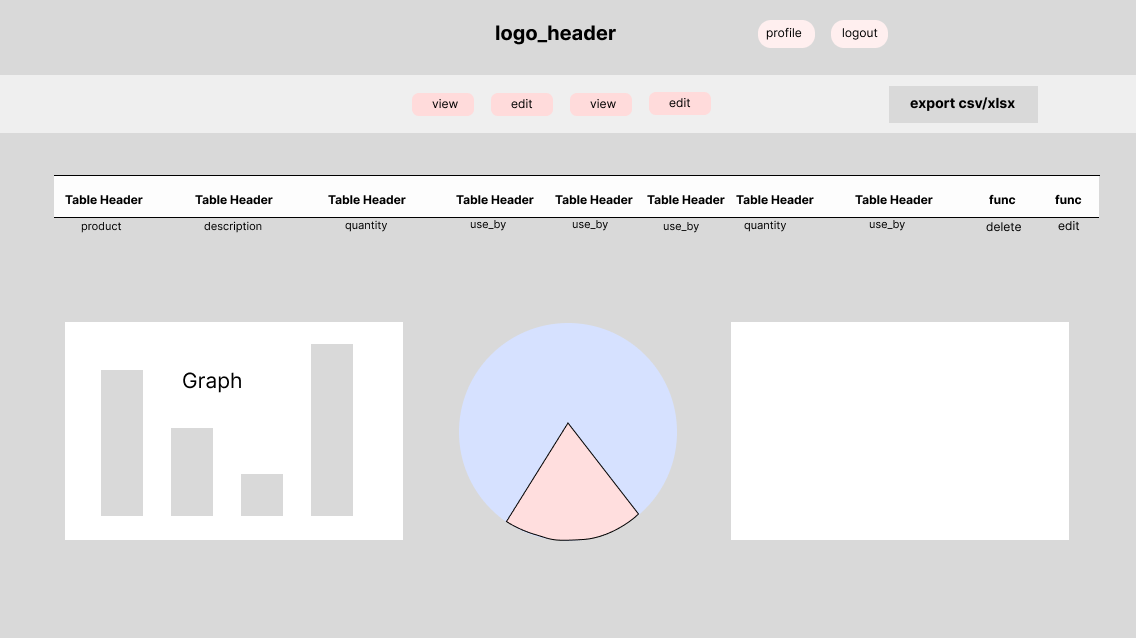 logo_header
profile
logout
view
edit
view
edit
export csv/xlsx
Table Header
Table Header
Table Header
Table Header
Table Header
Table Header
Table Header
Table Header
func
func
product
description
quantity
use_by
use_by
use_by
quantity
use_by
delete
edit
Graph